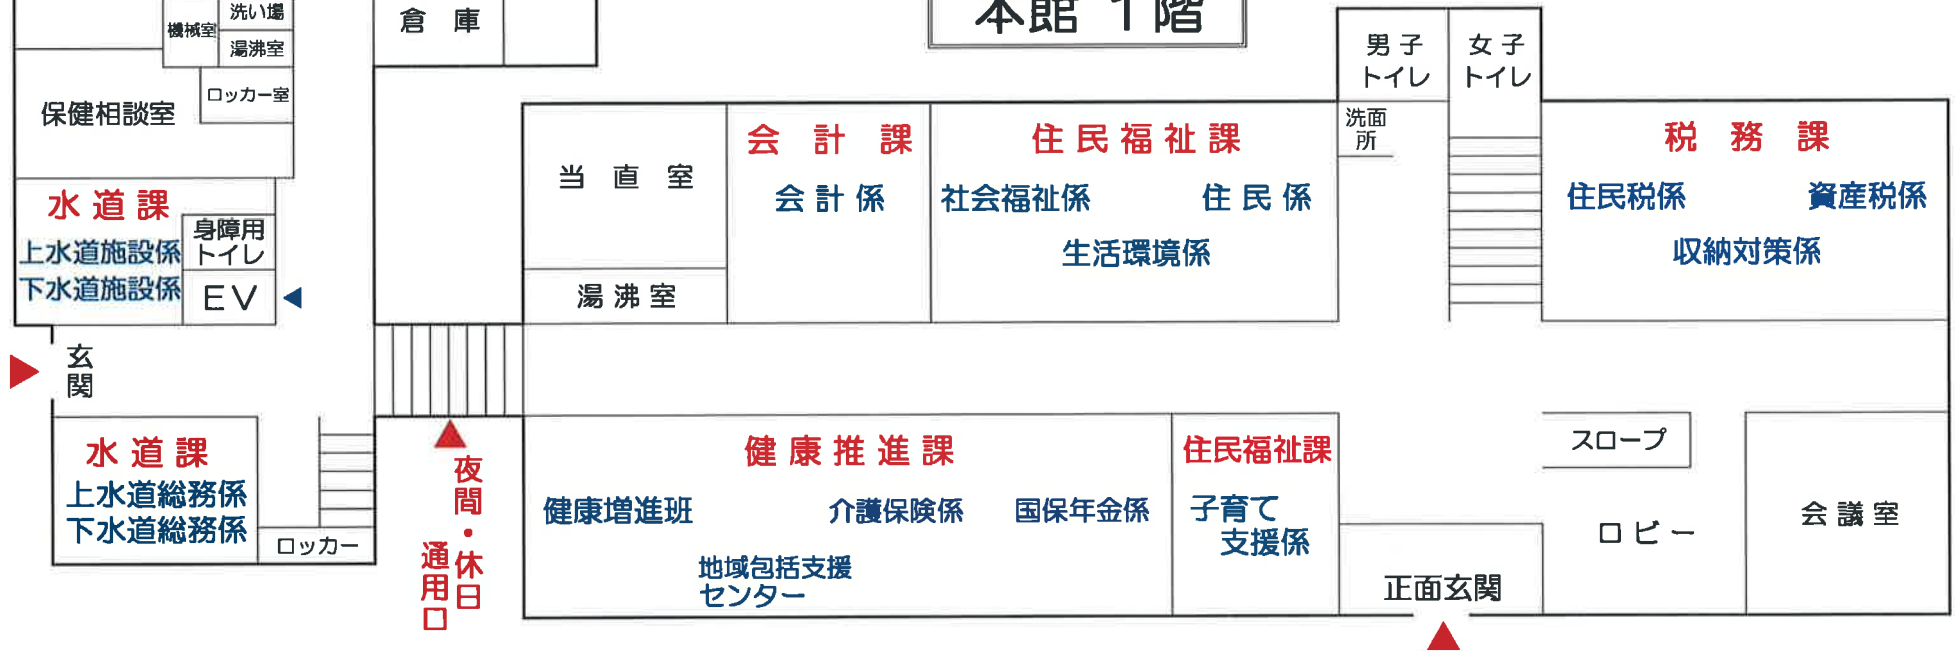 本館 1階
洗い場
機械室
湯沸室
ロッカー室
保健相談室
水道課
上水道施設係
下水道施設係
身障用
トイレ
EV
玄関
水道課
上水道総務係
下水道総務係
ロッカー
倉庫
夜間・休日
通用口
当直室
湯沸室
会計課
会計係
住民福祉課
社会福祉係
住民係
生活環境係
男子
トイレ
女子
トイレ
洗面
所
税務課
住民税係
資産税係
収納対策係
健康推進課
健康増進班
介護保険係
国保年金係
地域包括支援
センター
住民福祉課
子育て
支援係
正面玄関
スロープ
ロビー
会議室